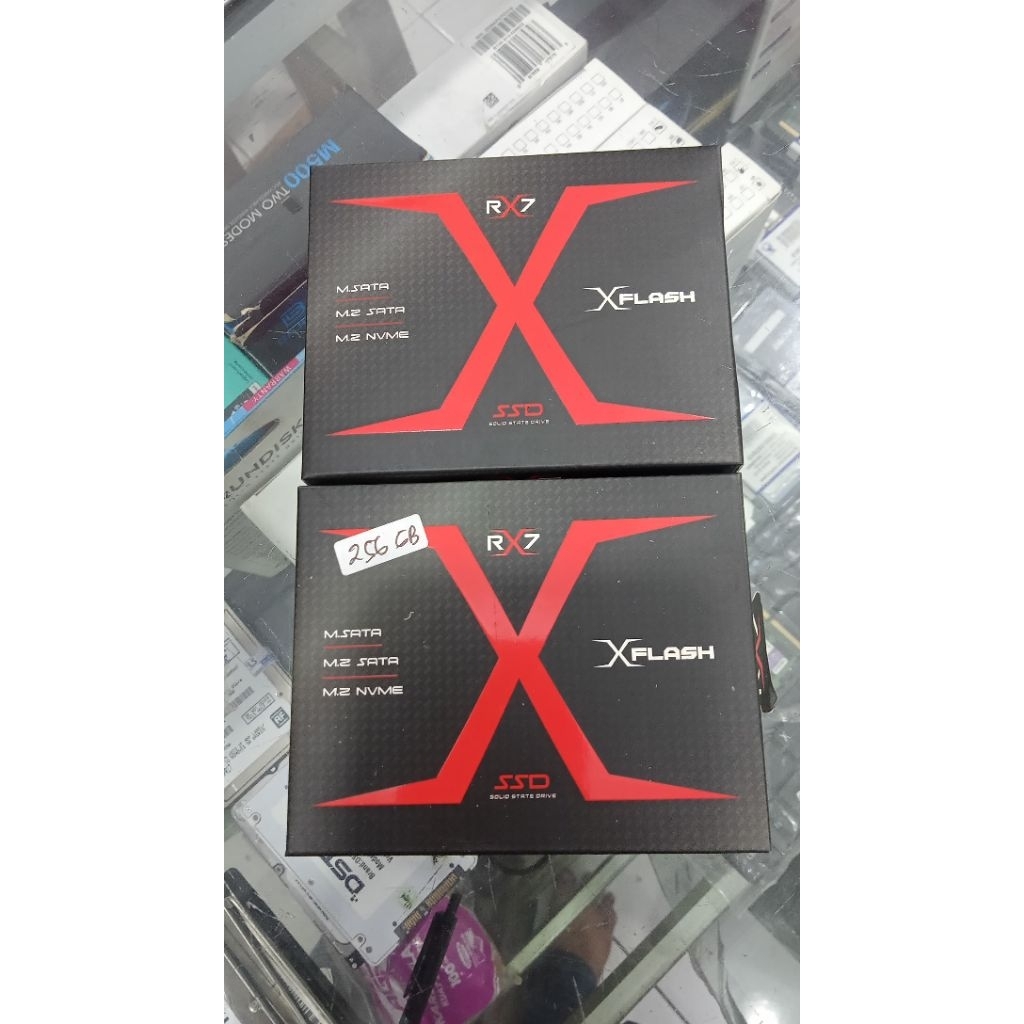 M500
TWO MODES
WARRANTY
RX7
M.SATA
M.2 SATA
M.2 NVME
XFLASH
SSD
SOLID STATE DRIVE
256 GB
RX7
M.SATA
M.2 SATA
M.2 NVME
XFLASH
SSD
SOLID STATE DRIVE